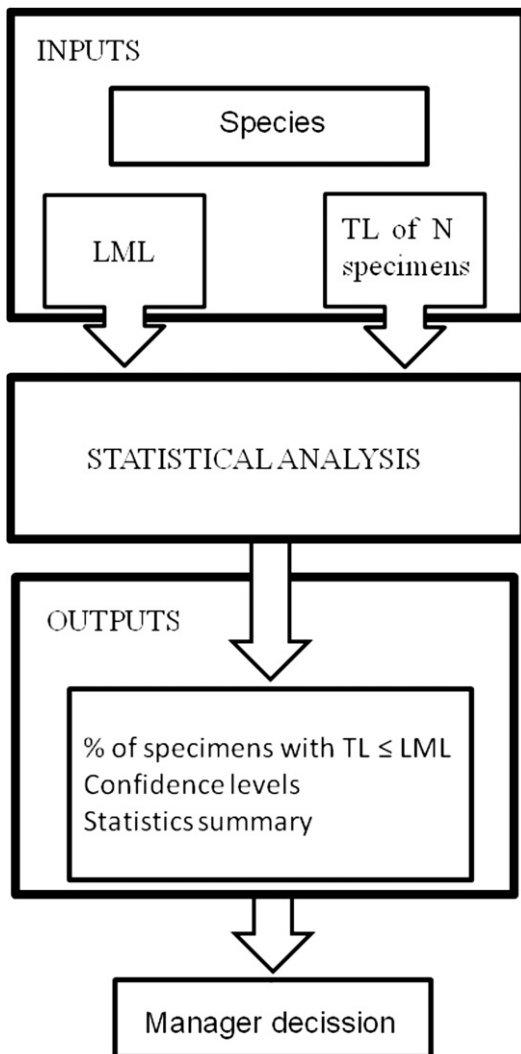 INPUTS
Species
LML
TL of N
specimens
STATISTICAL ANALYSIS
OUTPUTS
% of specimens with TL ≤ LML
Confidence levels
Statistics summary
Manager decission